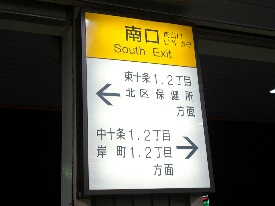 南口
South Exit
東十条1.2丁目
北区保健所
方面
中十条1.2丁目
岸町1.2丁目
方面